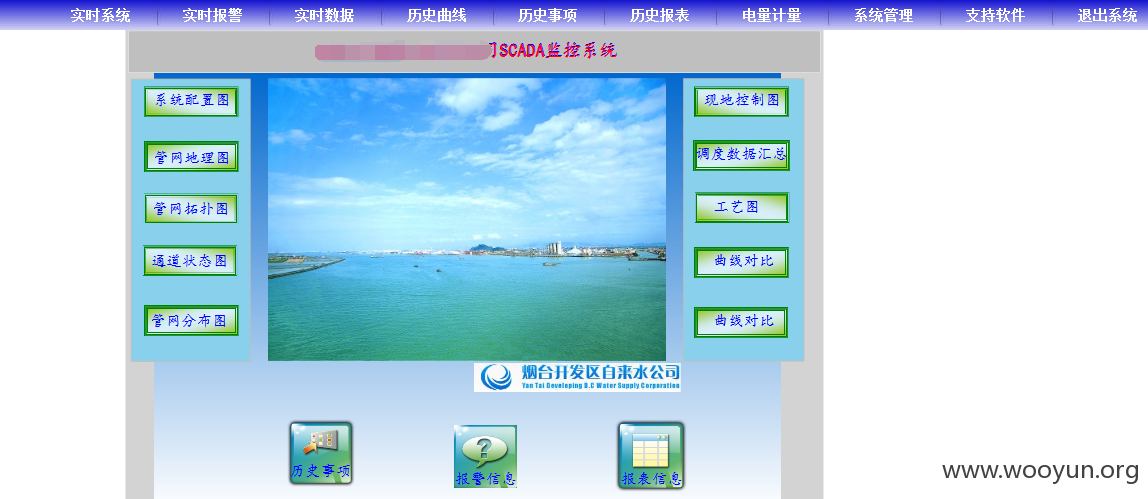 实时系统 实时报警 实时数据 历史曲线 历史事项 历史报表 电量计量 系统管理 支持软件 退出系统
司SCADA监控系统
系统配置图
管网地理图
管网拓扑图
通道状态图
管网分布图
现地控制图
调度数据汇总
工艺图
曲线对比
曲线对比
烟台开发区自来水公司
Yan Tai Developing D.C Water Supply Corporation
历史事项
报警信息
报表信息
www.wooyun.org